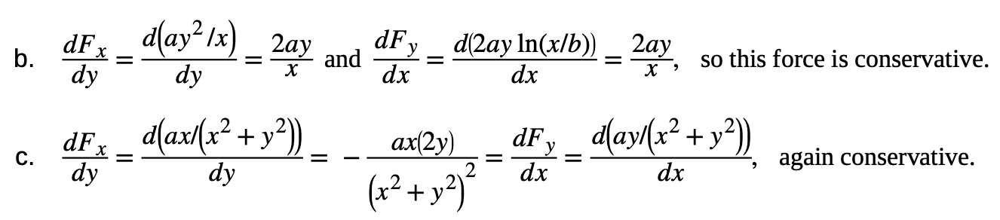 b. dF_x/dy = d(ay²/x)/dy = 2ay/x and dF_y/dx = d(2ay ln(x/b))/dx = 2ay/x, so this force is conservative.
c. dF_x/dy = d(ax/(x² + y²))/dy = − ax(2y)/(x² + y²)² = dF_y/dx = d(ay/(x² + y²))/dx, again conservative.